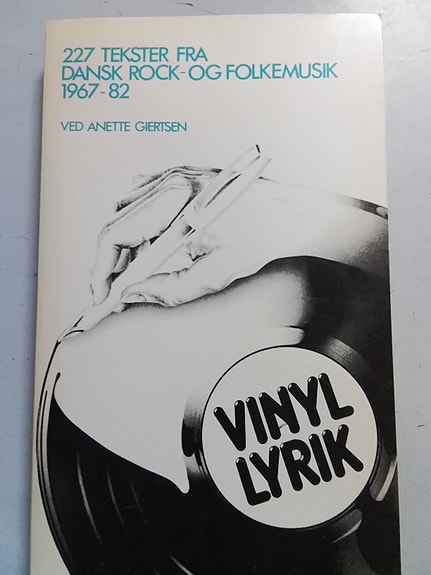 227 TEKSTER FRA
DANSK ROCK- OG FOLKEMUSIK
1967-82
VED ANETTE GIERTSEN
VINYL
LYRIK